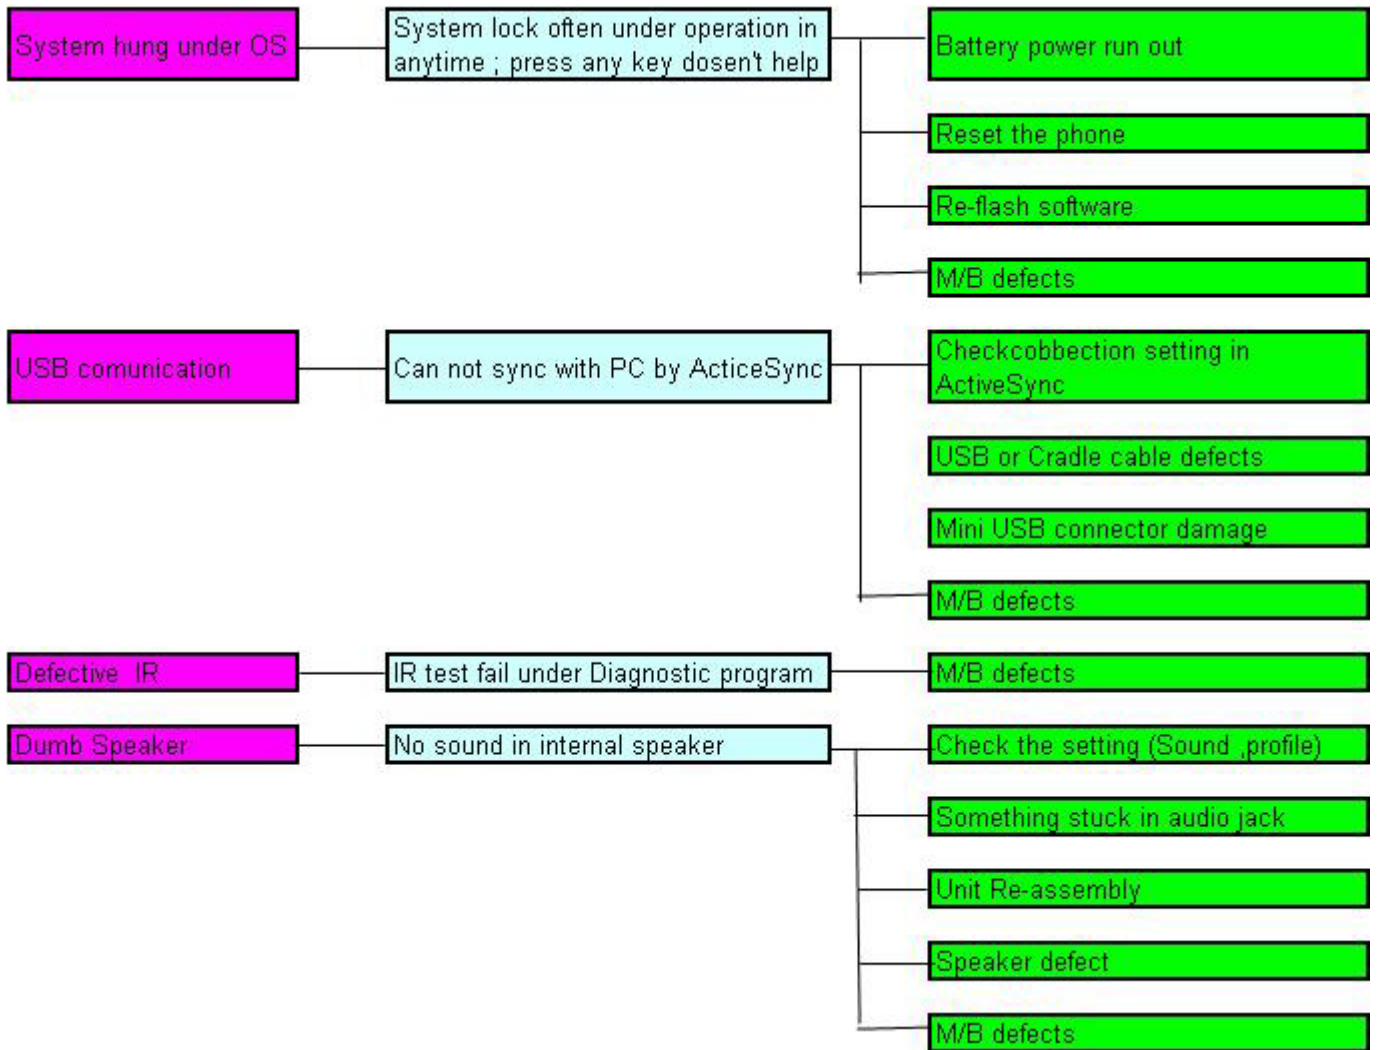 System hung under OS
System lock often under operation in
anytime ; press any key dosen't help
Battery power run out
Reset the phone
Re-flash software
M/B defects
USB comunication
Can not sync with PC by ActiceSync
Checkcobbection setting in
ActiveSync
USB or Cradle cable defects
Mini USB connector damage
M/B defects
Defective IR
IR test fail under Diagnostic program
M/B defects
Dumb Speaker
No sound in internal speaker
Check the setting (Sound ,profile)
Something stuck in audio jack
Unit Re-assembly
Speaker defect
M/B defects